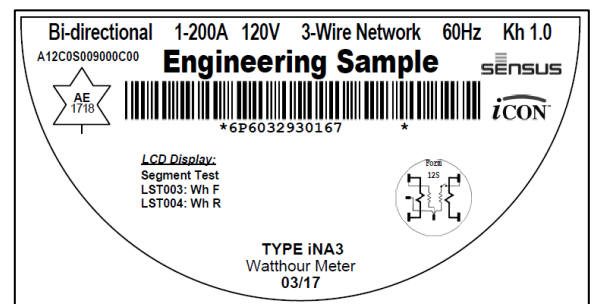 Bi-directional 1-200A 120V 3-Wire Network 60Hz Kh 1.0
A12C0S009000C00
Engineering Sample
sensus
AE
1718
iCON
*6P6032930167 *
LCD Display:
Segment Test
LST003: Wh F
LST004: Wh R
Form
12S
TYPE iNA3
Watthour Meter
03/17